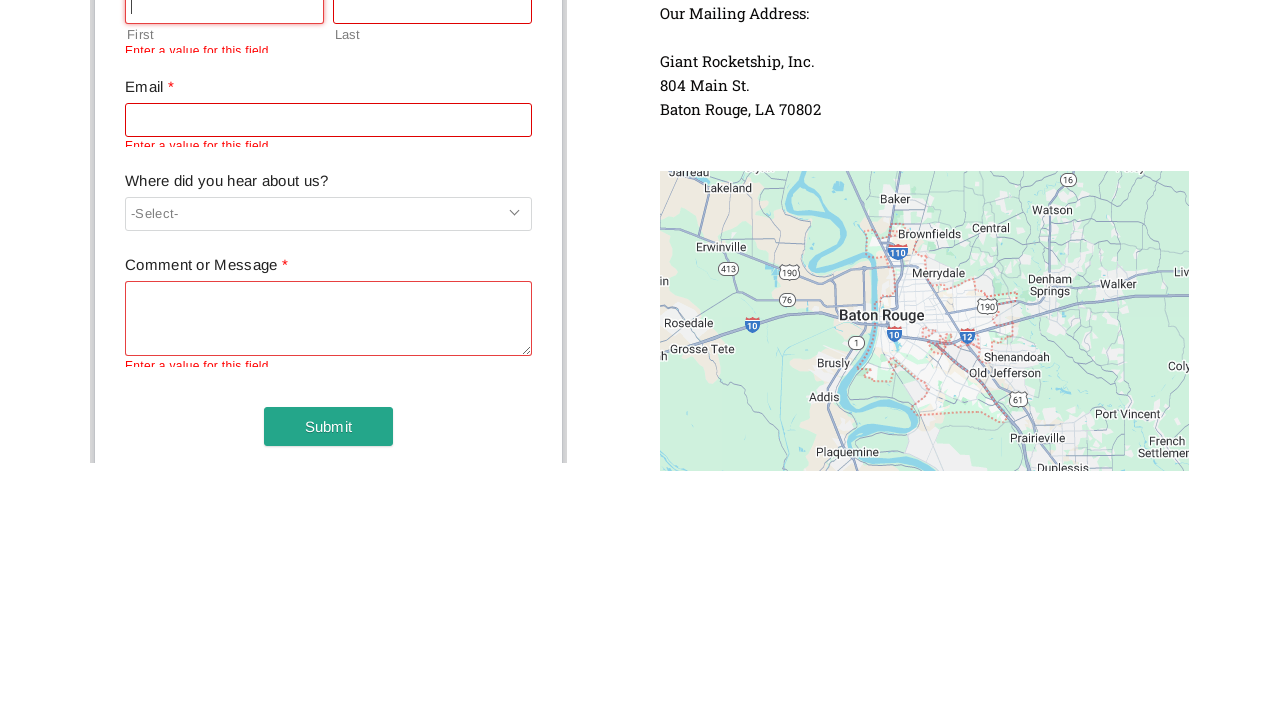 First
Last
Enter a value for this field
Email *
Enter a value for this field
Where did you hear about us?
-Select-
Comment or Message *
Enter a value for this field
Submit
Our Mailing Address:
Giant Rocketship, Inc.
804 Main St.
Baton Rouge, LA 70802
Jarreau
Lakeland
16
Baker
Watson
Central
Brownfields
Erwinville
110
413
190
Merrydale
Denham
Springs
Walker
76
190
Baton Rouge
Rosedale
10
10
12
Grosse Tete
1
Shenandoah
Brusly
Old Jefferson
Addis
61
Port Vincent
Prairieville
French
Settlemen
Plaquemine
Duplessis